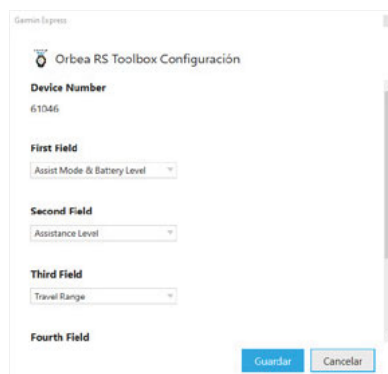 Garmin Express
Orbea RS Toolbox Configuración
Device Number
61046
First Field
Assist Mode & Battery Level
Second Field
Assistance Level
Third Field
Travel Range
Fourth Field
Guardar
Cancelar